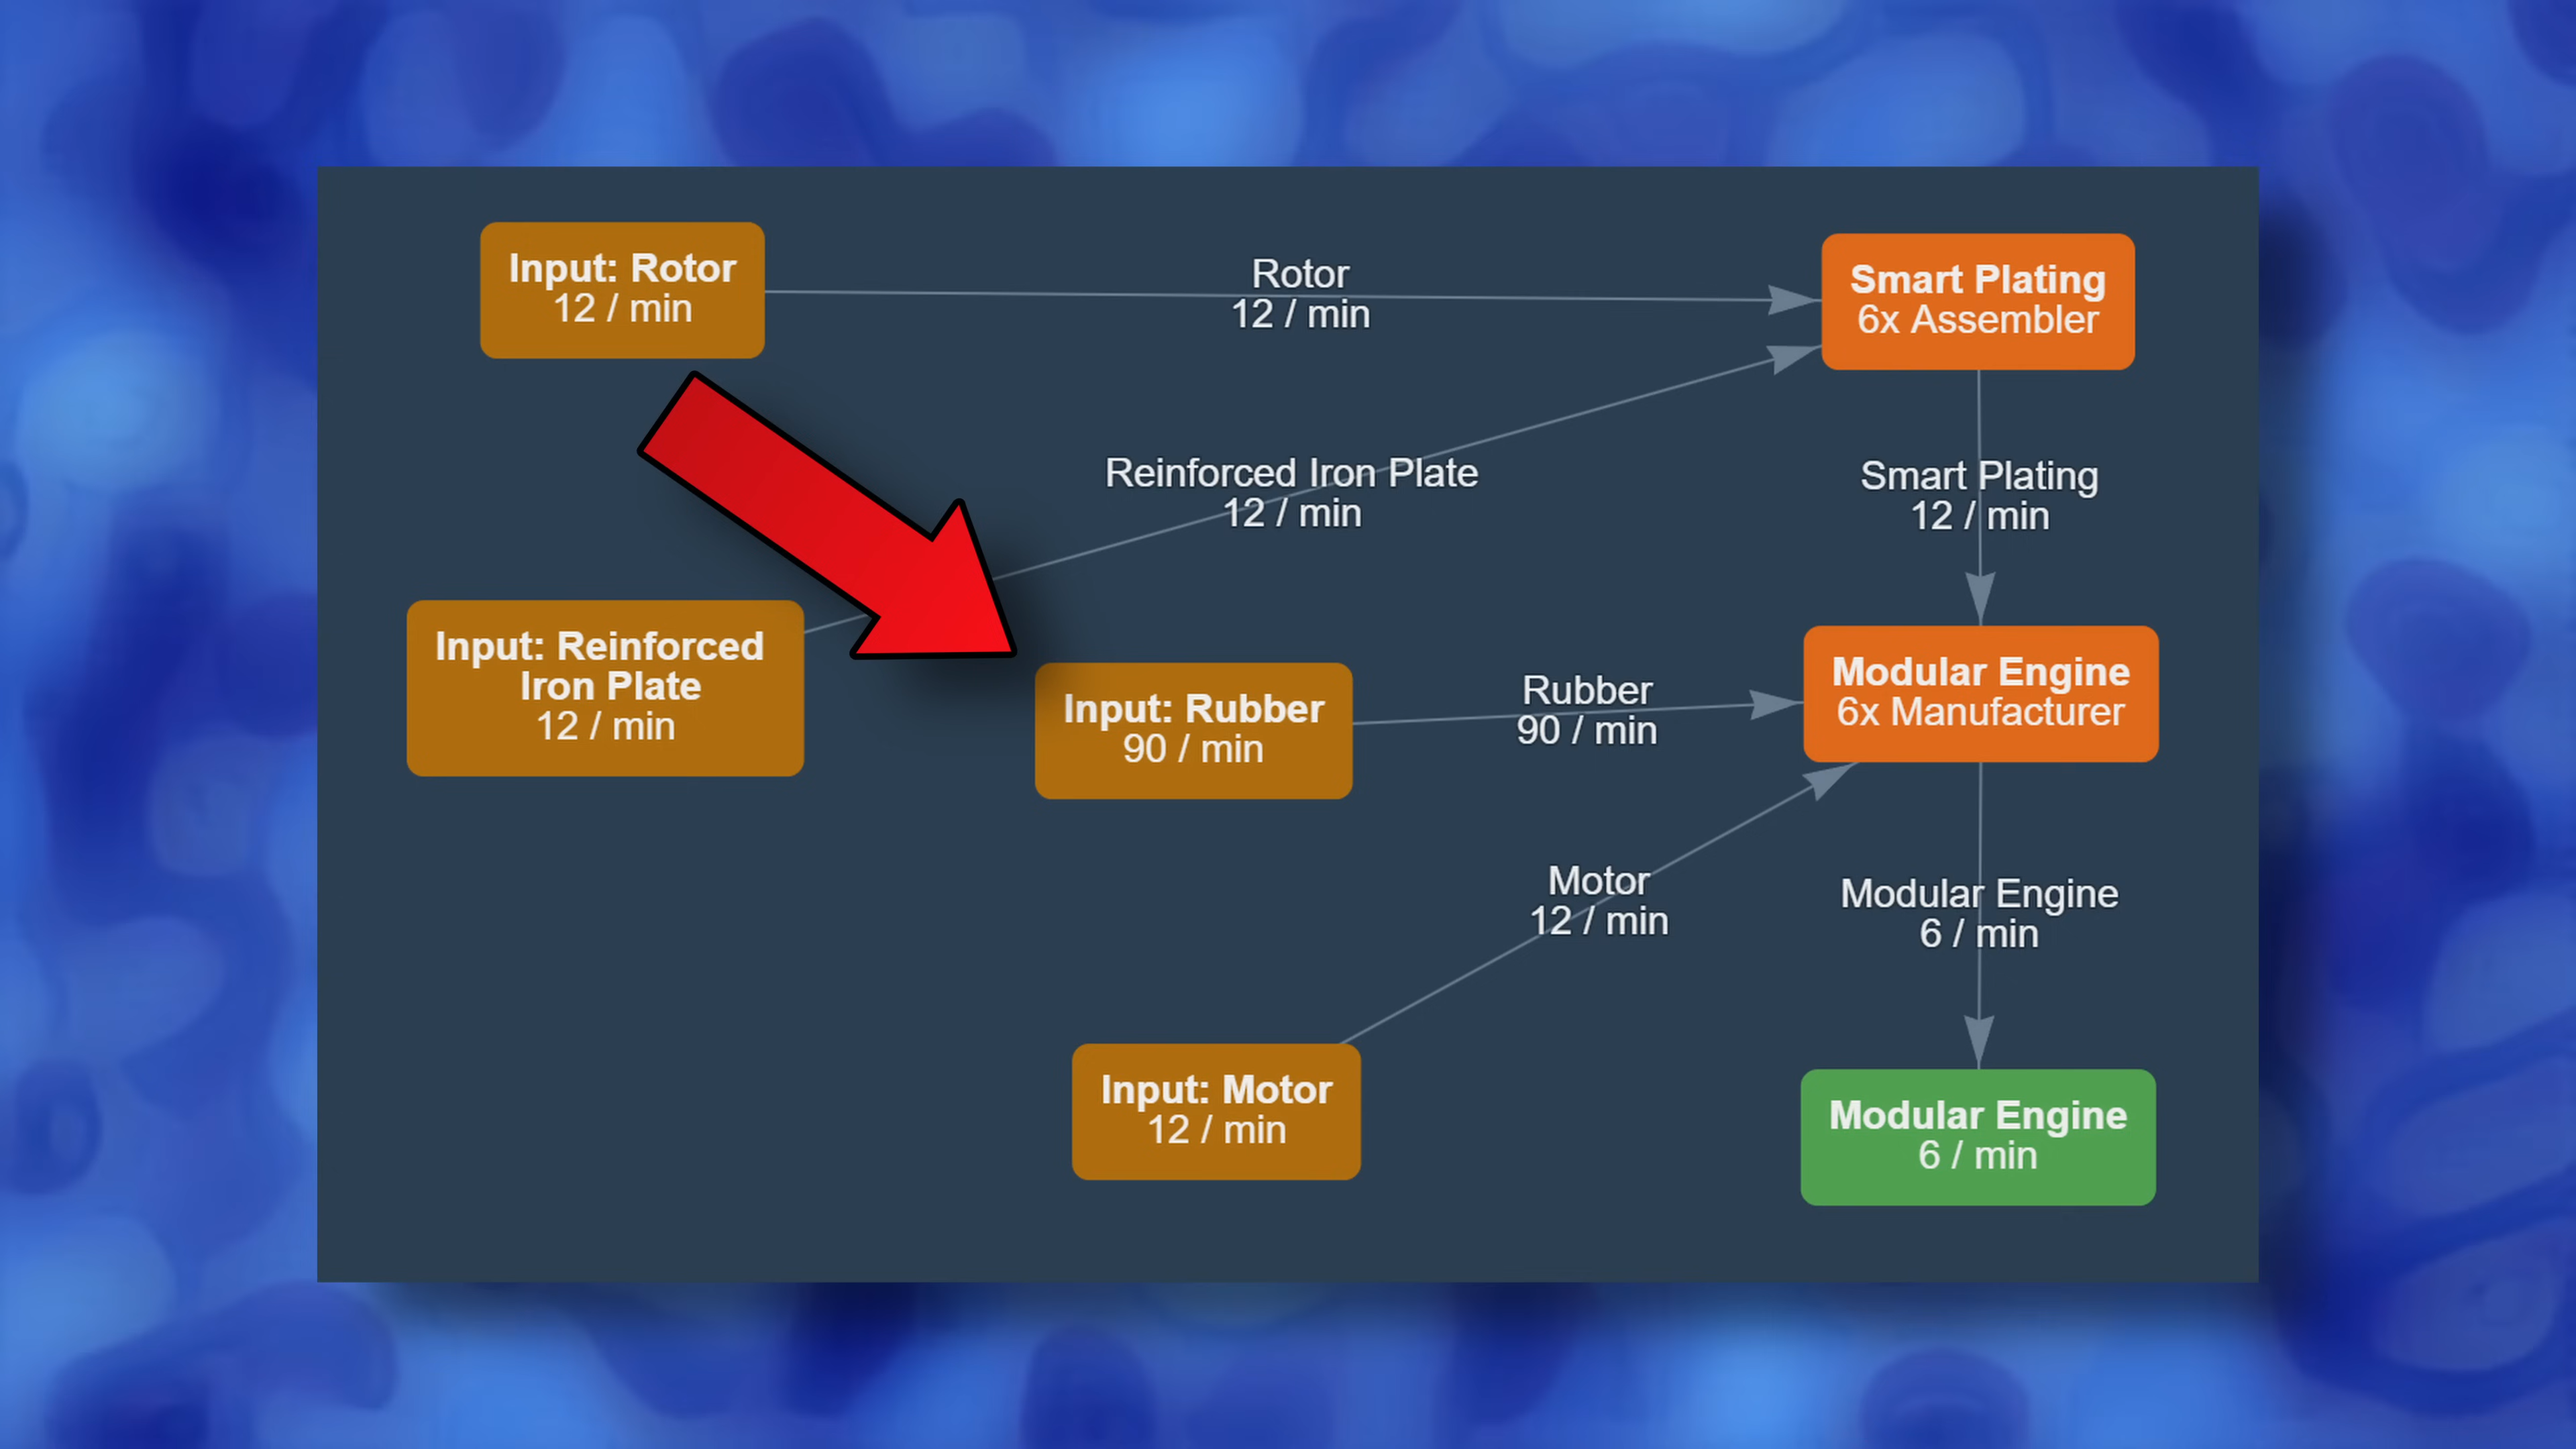 Input: Rotor
12 / min
Rotor
12 / min
Smart Plating
6x Assembler
Reinforced Iron Plate
12 / min
Smart Plating
12 / min
Input: Reinforced
Iron Plate
12 / min
Input: Rubber
90 / min
Rubber
90 / min
Modular Engine
6x Manufacturer
Motor
12 / min
Modular Engine
6 / min
Input: Motor
12 / min
Modular Engine
6 / min